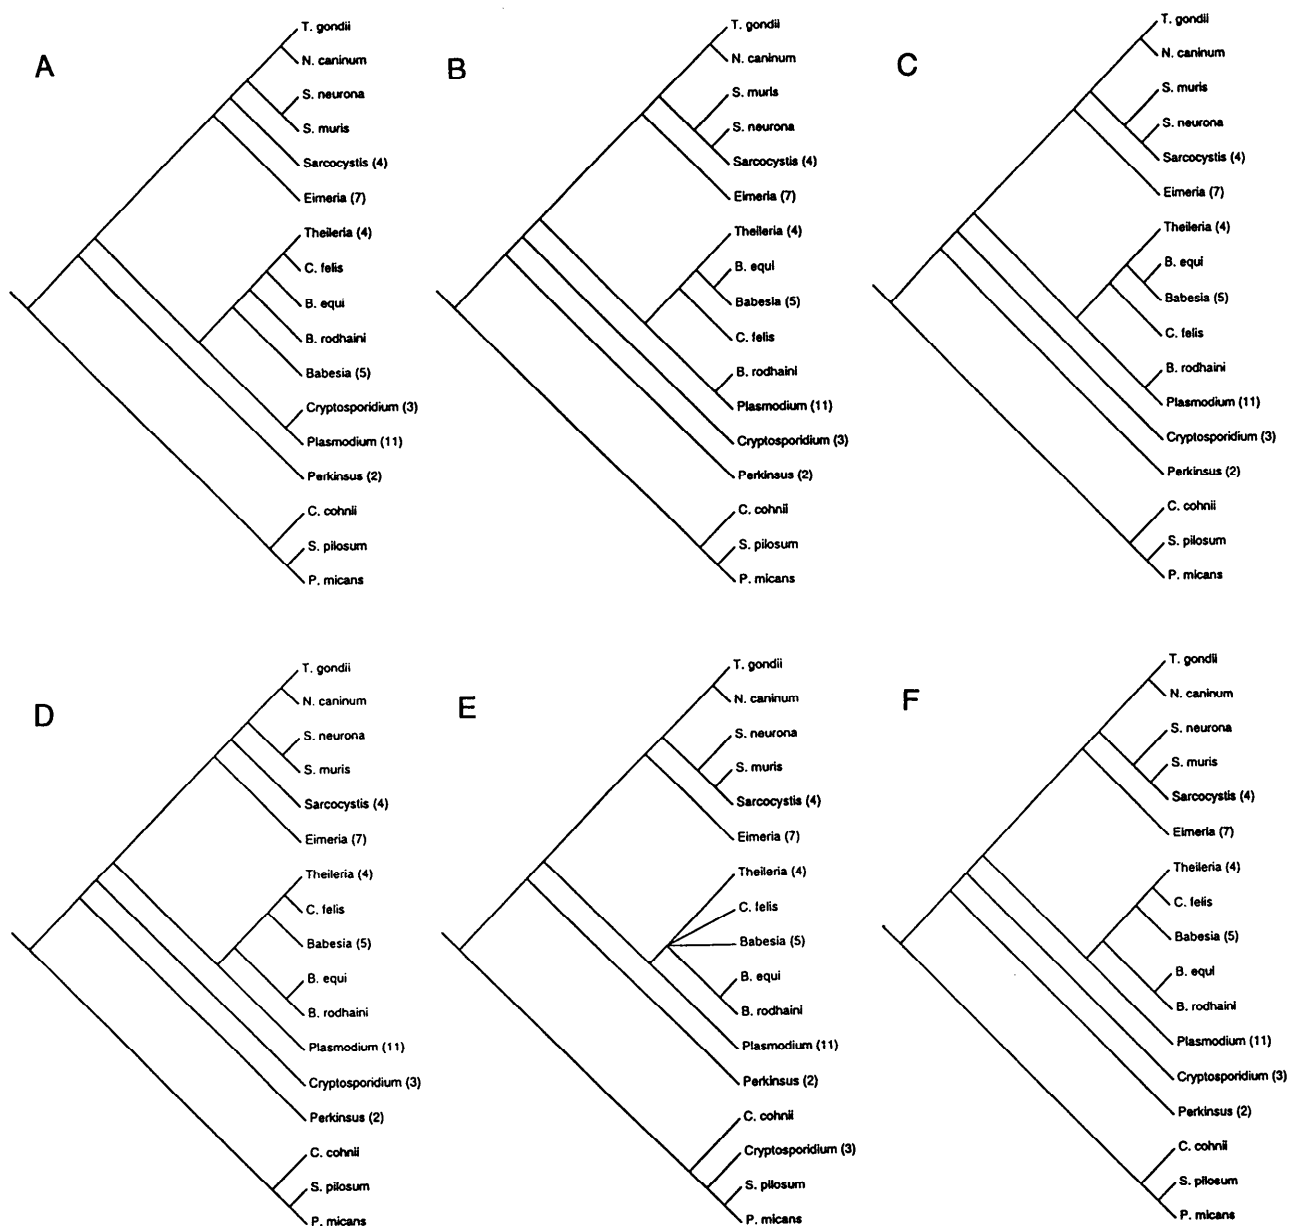 A
T. gondii
N. caninum
S. neurona
S. muris
Sarcocystis (4)
Eimeria (7)
Theileria (4)
C. felis
B. equi
B. rodhaini
Babesia (5)
Cryptosporidium (3)
Plasmodium (11)
Perkinsus (2)
C. cohnii
S. pilosum
P. micans
B
T. gondii
N. caninum
S. muris
S. neurona
Sarcocystis (4)
Eimeria (7)
Theileria (4)
B. equi
Babesia (5)
C. felis
B. rodhaini
Plasmodium (11)
Cryptosporidium (3)
Perkinsus (2)
C. cohnii
S. pilosum
P. micans
C
T. gondii
N. caninum
S. muris
S. neurona
Sarcocystis (4)
Eimeria (7)
Theileria (4)
B. equi
Babesia (5)
C. felis
B. rodhaini
Plasmodium (11)
Cryptosporidium (3)
Perkinsus (2)
C. cohnii
S. pilosum
P. micans
D
T. gondii
N. caninum
S. neurona
S. muris
Sarcocystis (4)
Eimeria (7)
Theileria (4)
C. felis
Babesia (5)
B. equi
B. rodhaini
Plasmodium (11)
Cryptosporidium (3)
Perkinsus (2)
C. cohnii
S. pilosum
P. micans
E
T. gondii
N. caninum
S. neurona
S. muris
Sarcocystis (4)
Eimeria (7)
Theileria (4)
C. felis
Babesia (5)
B. equi
B. rodhaini
Plasmodium (11)
Perkinsus (2)
C. cohnii
Cryptosporidium (3)
S. pilosum
P. micans
F
T. gondii
N. caninum
S. neurona
S. muris
Sarcocystis (4)
Eimeria (7)
Theileria (4)
C. felis
Babesia (5)
B. equi
B. rodhaini
Plasmodium (11)
Cryptosporidium (3)
Perkinsus (2)
C. cohnii
S. pilosum
P. micans